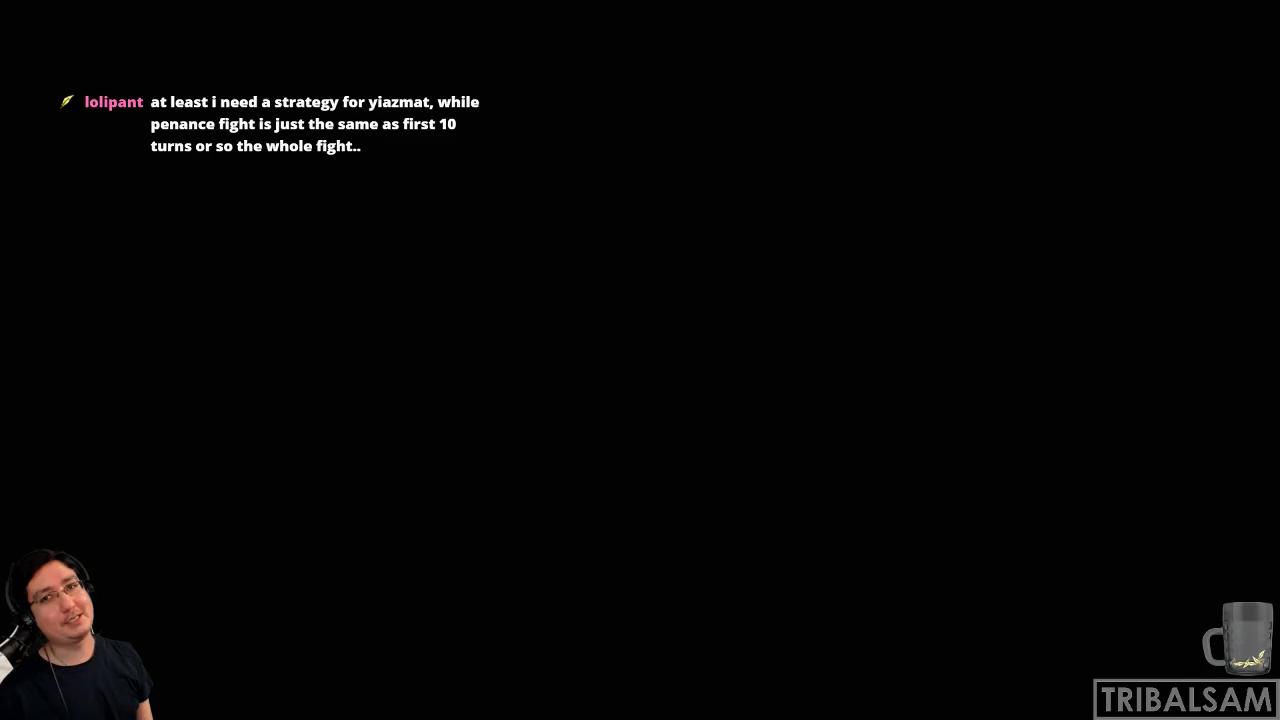 lolipant at least i need a strategy for yiazmat, while
penance fight is just the same as first 10
turns or so the whole fight..
TRIBALSAM